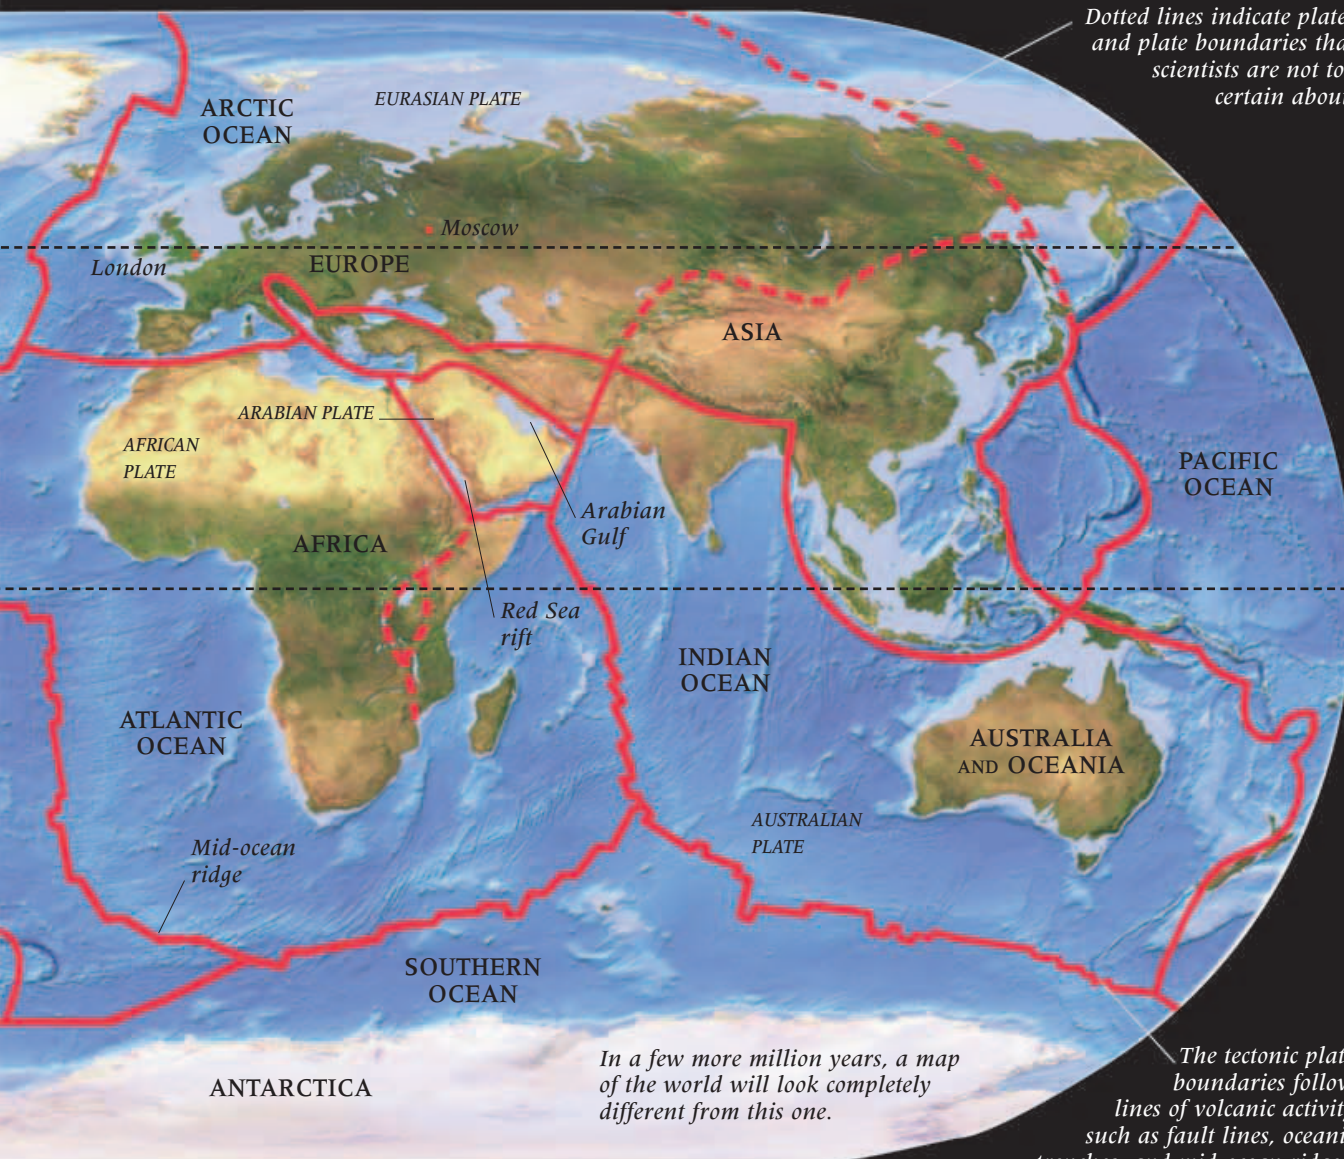 Dotted lines indicate plate
and plate boundaries tha
scientists are not to
certain abou
ARCTIC
OCEAN
EURASIAN PLATE
Moscow
London
EUROPE
ASIA
ARABIAN PLATE
AFRICAN
PLATE
PACIFIC
OCEAN
Arabian
Gulf
AFRICA
Red Sea
rift
INDIAN
OCEAN
ATLANTIC
OCEAN
AUSTRALIA
AND OCEANIA
AUSTRALIAN
PLATE
Mid-ocean
ridge
SOUTHERN
OCEAN
ANTARCTICA
In a few more million years, a map
of the world will look completely
different from this one.
The tectonic plat
boundaries follow
lines of volcanic activit
such as fault lines, oceani